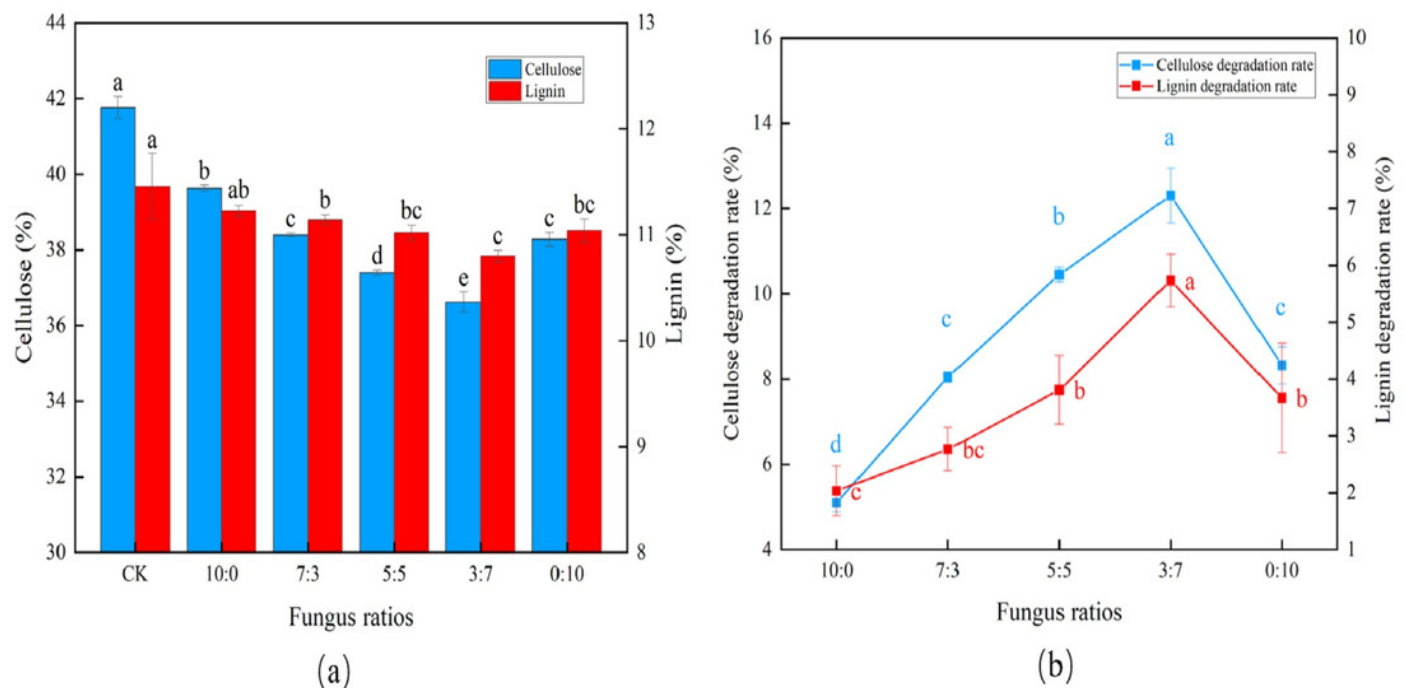 44
42
40
38
36
34
32
30
Cellulose (%)
13
12
11
10
9
8
Lignin (%)
Cellulose
Lignin
a
a
b
ab
c
b
d
bc
e
c
c
bc
CK
10:0
7:3
5:5
3:7
0:10
Fungus ratios
(a)
16
14
12
10
8
6
4
Cellulose degradation rate (%)
10
9
8
7
6
5
4
3
2
1
Lignin degradation rate (%)
Cellulose degradation rate
Lignin degradation rate
d
c
b
a
c
c
bc
b
a
b
10:0
7:3
5:5
3:7
0:10
Fungus ratios
(b)